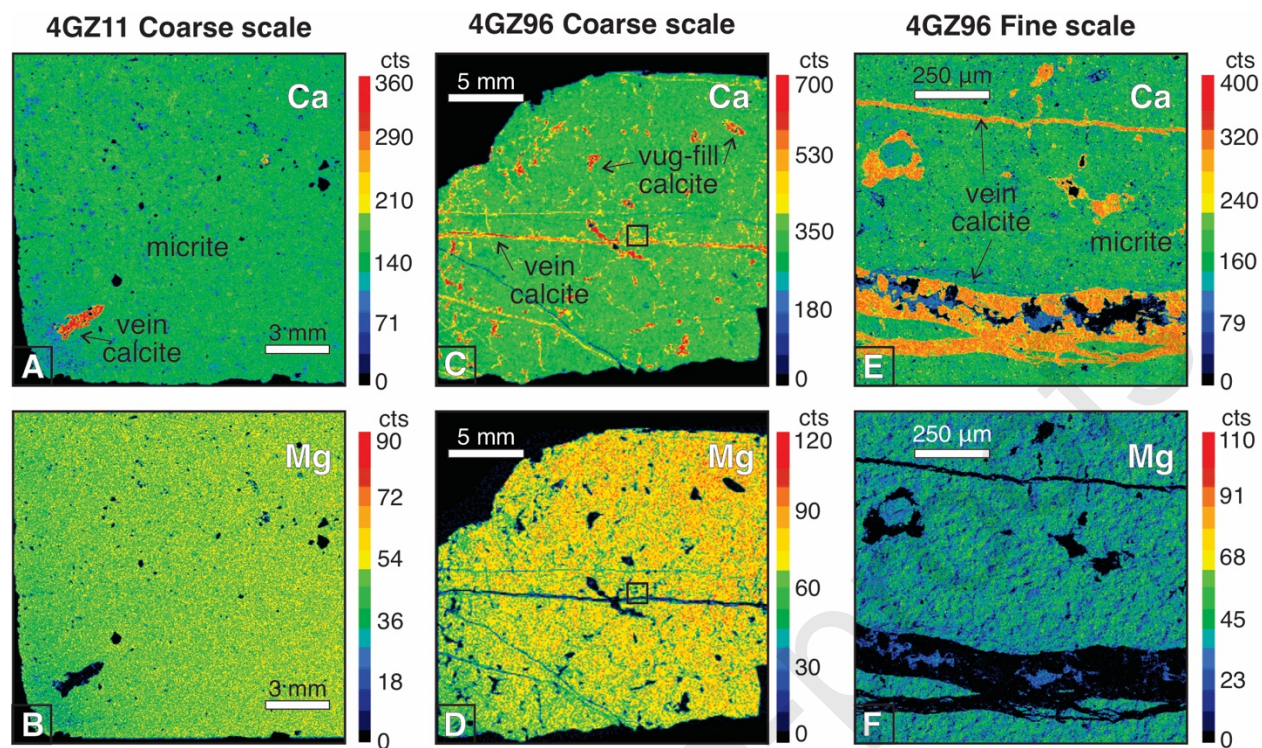 4GZ11 Coarse scale
4GZ96 Coarse scale
4GZ96 Fine scale
cts
Ca
micrite
vein
calcite
3 mm
A
360
290
210
140
71
0
cts
5 mm
Ca
vug-fill
calcite
vein
calcite
C
700
530
350
180
0
cts
250 µm
Ca
vein
calcite
micrite
E
400
320
240
160
79
0
cts
Mg
3 mm
B
90
72
54
36
18
0
cts
5 mm
Mg
D
120
90
60
30
0
cts
250 µm
Mg
F
110
91
68
45
23
0